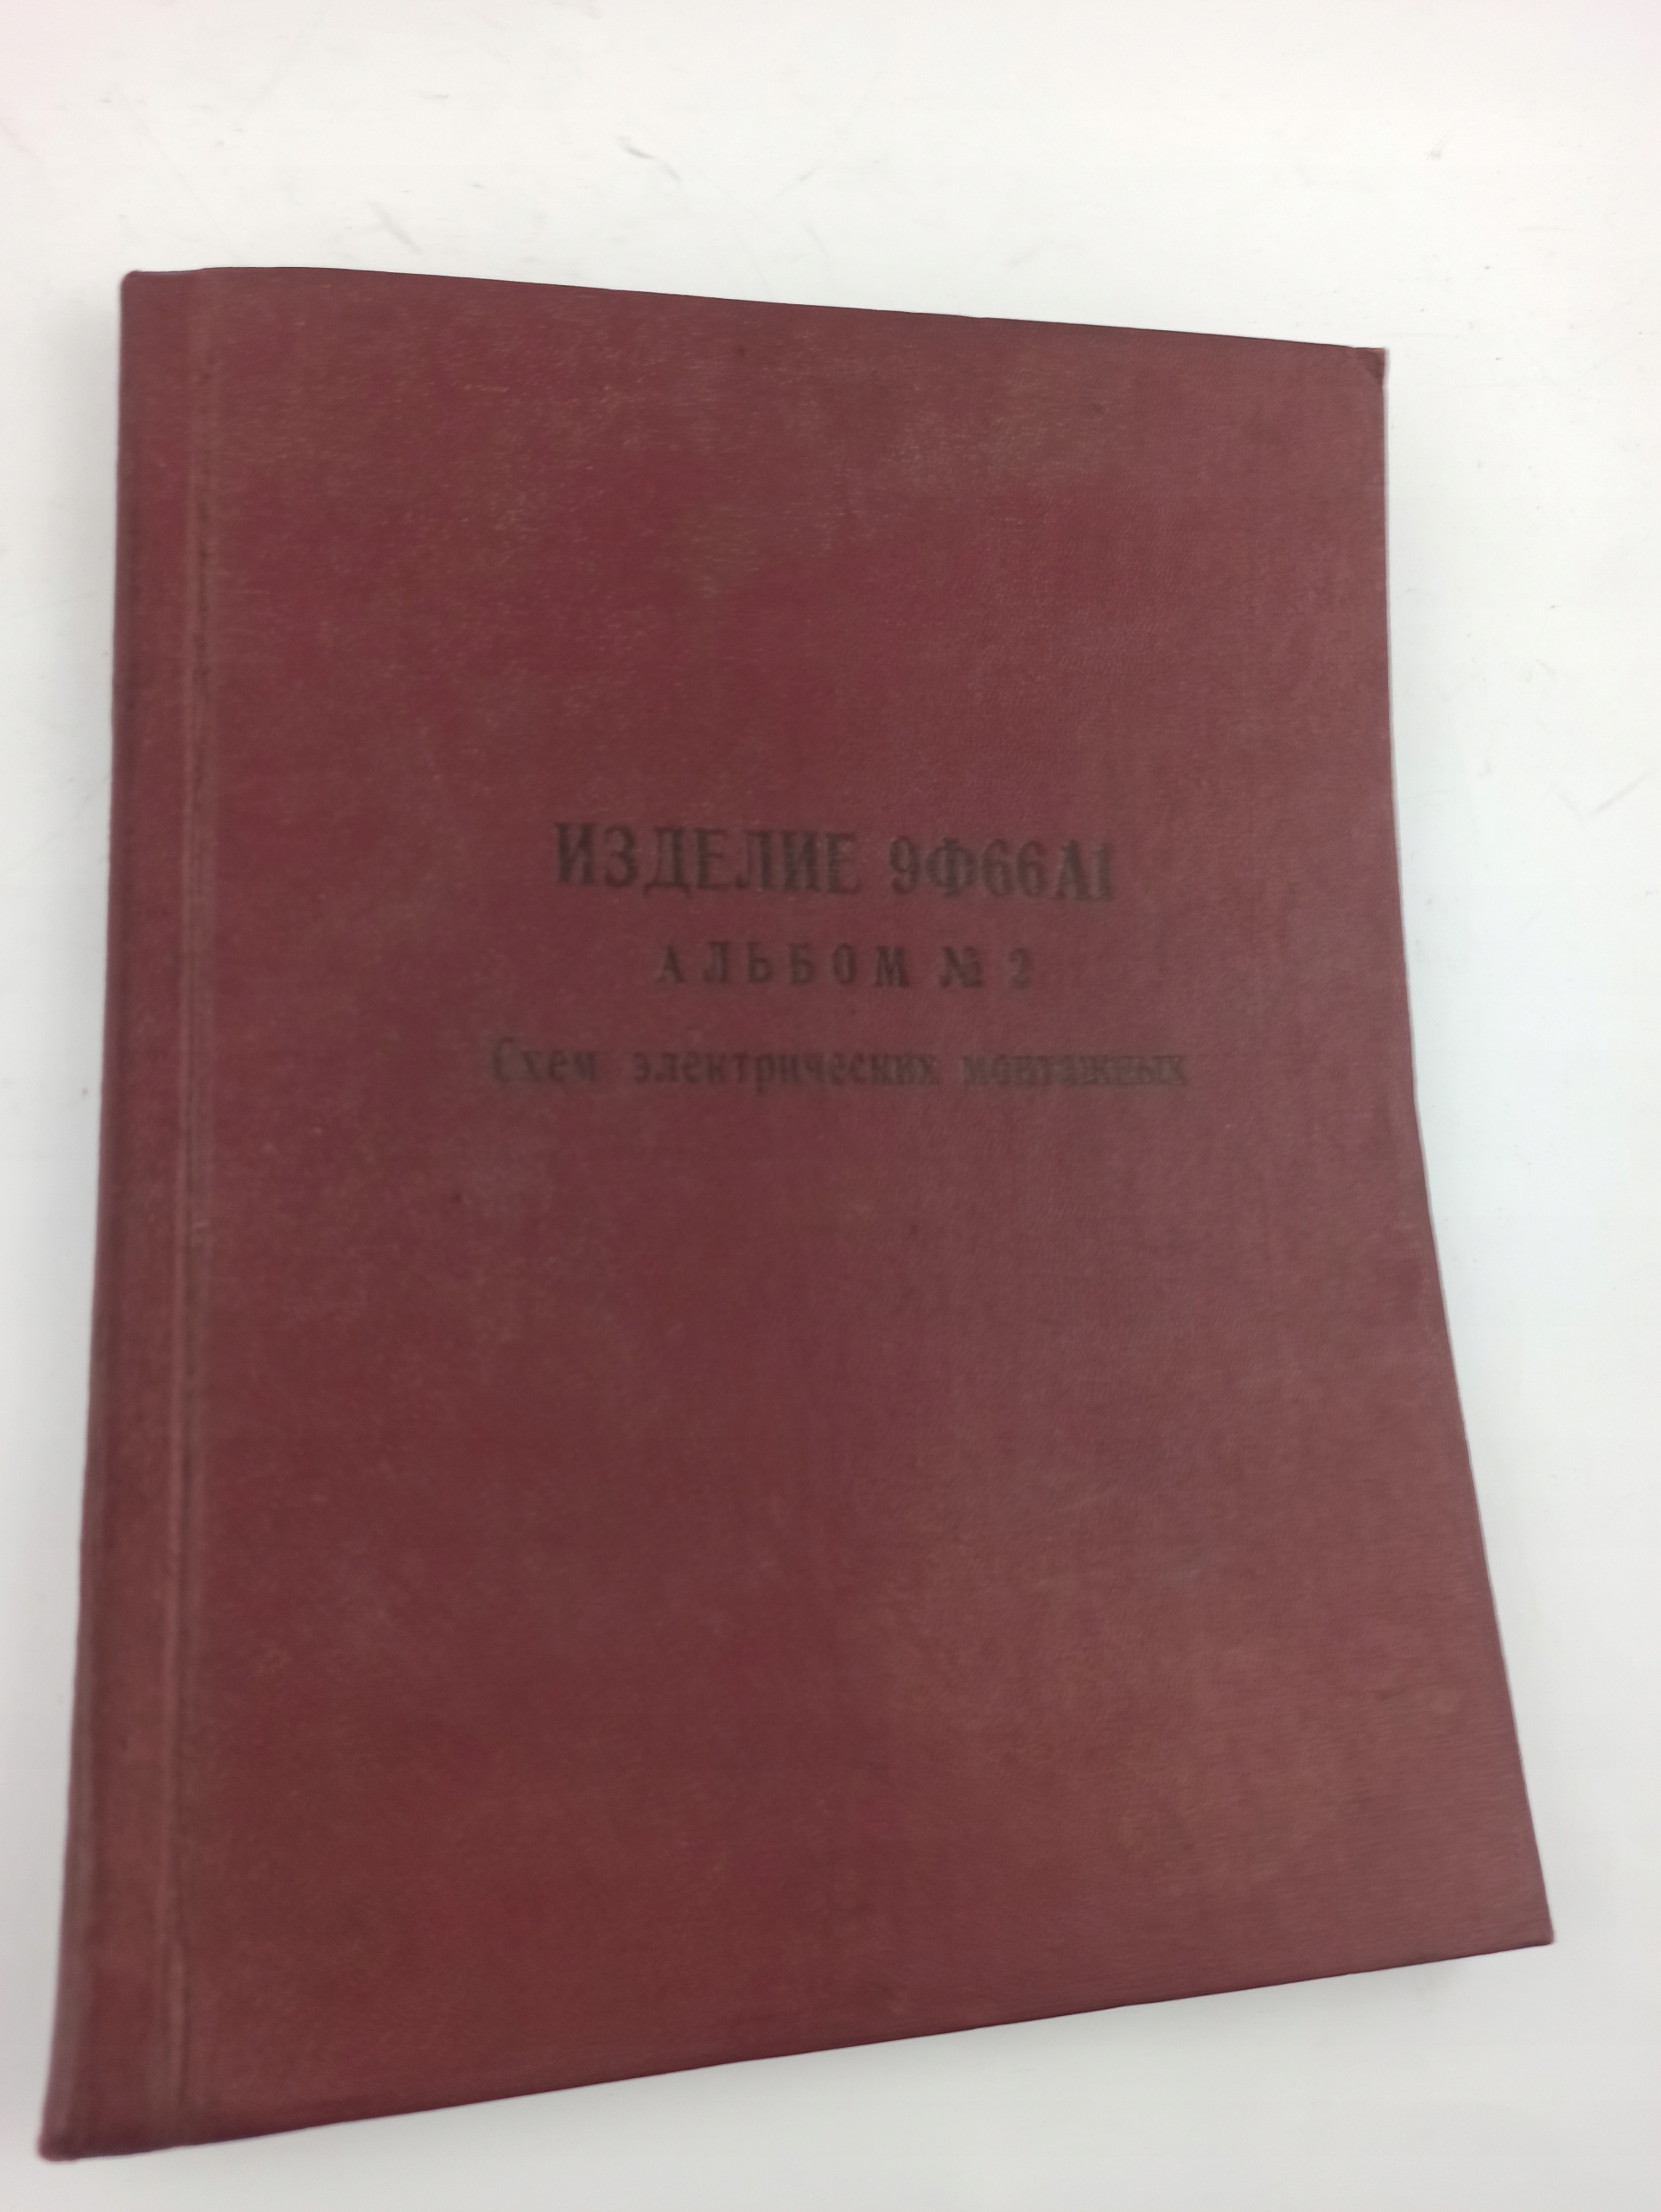 ИЗДЕЛИЕ 9Ф66А1
АЛЬБОМ № 2
Схем электрических монтажных